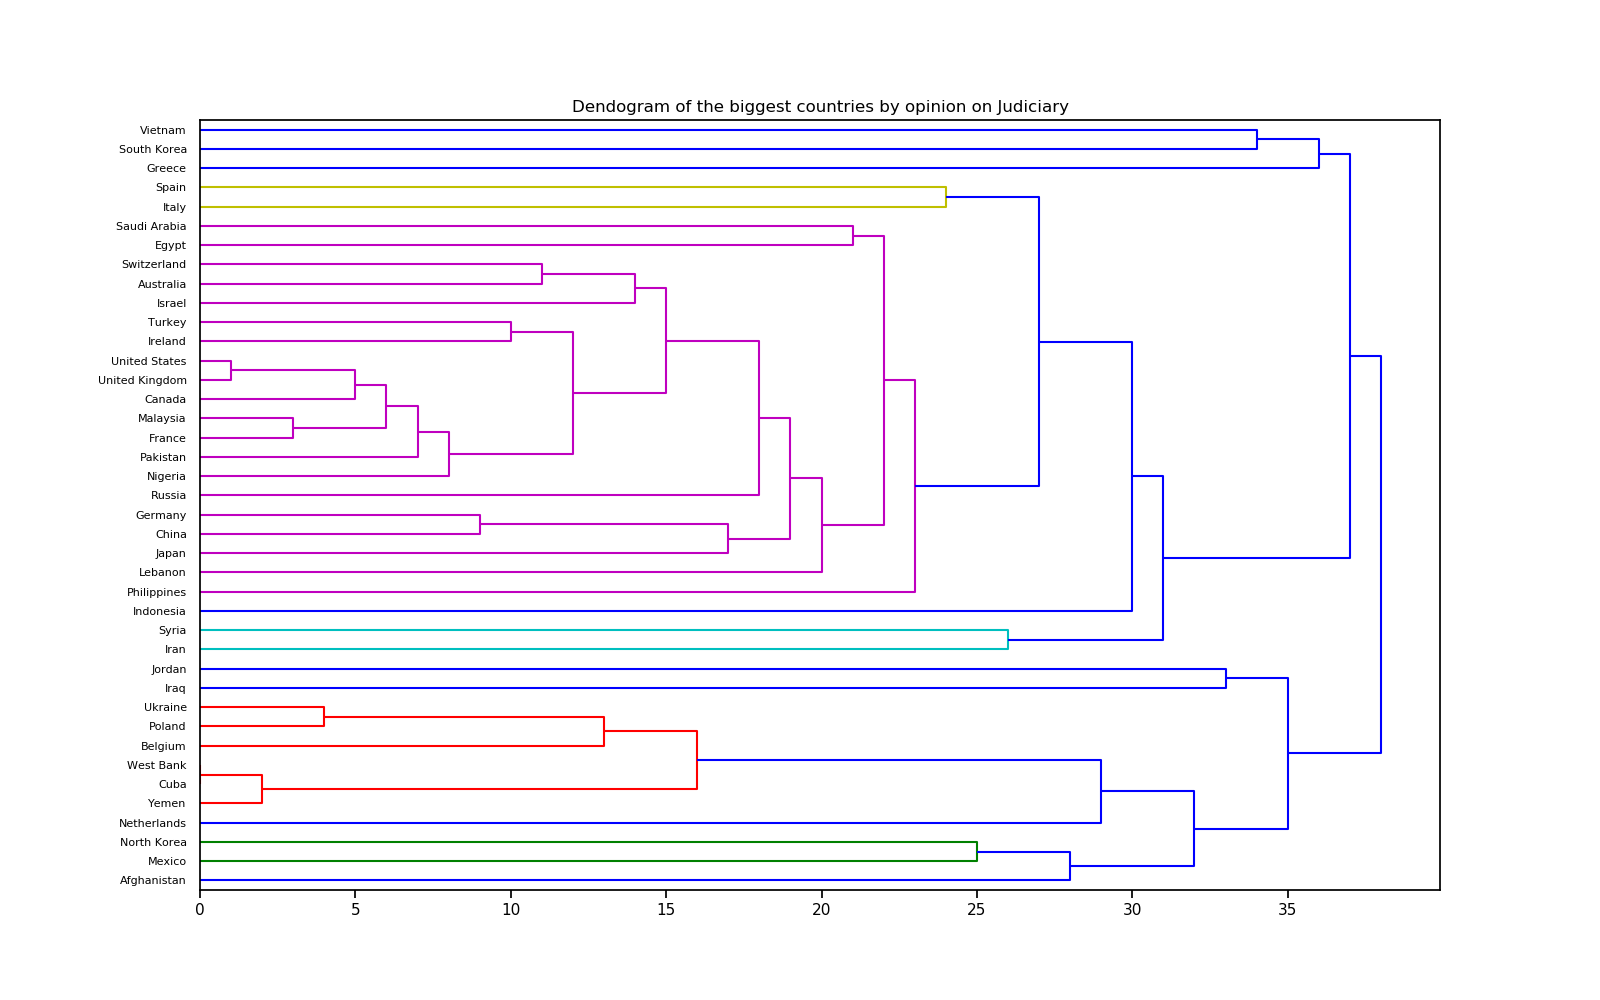 Dendogram of the biggest countries by opinion on Judiciary
Vietnam
South Korea
Greece
Spain
Italy
Saudi Arabia
Egypt
Switzerland
Australia
Israel
Turkey
Ireland
United States
United Kingdom
Canada
Malaysia
France
Pakistan
Nigeria
Russia
Germany
China
Japan
Lebanon
Philippines
Indonesia
Syria
Iran
Jordan
Iraq
Ukraine
Poland
Belgium
West Bank
Cuba
Yemen
Netherlands
North Korea
Mexico
Afghanistan
0 5 10 15 20 25 30 35